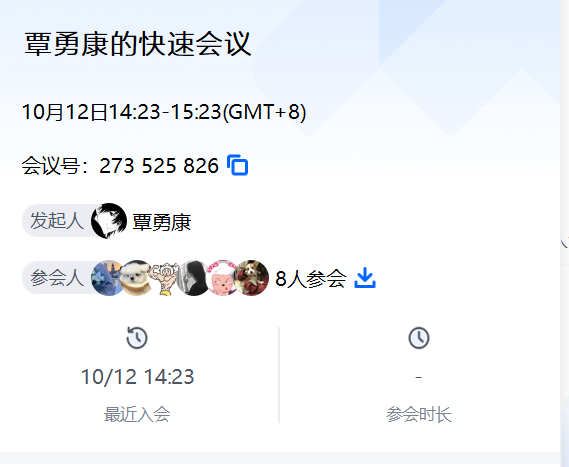 覃勇康的快速会议
10月12日14:23-15:23(GMT+8)
会议号：273 525 826
发起人 覃勇康
参会人 8人参会
10/12 14:23 -
最近入会 参会时长